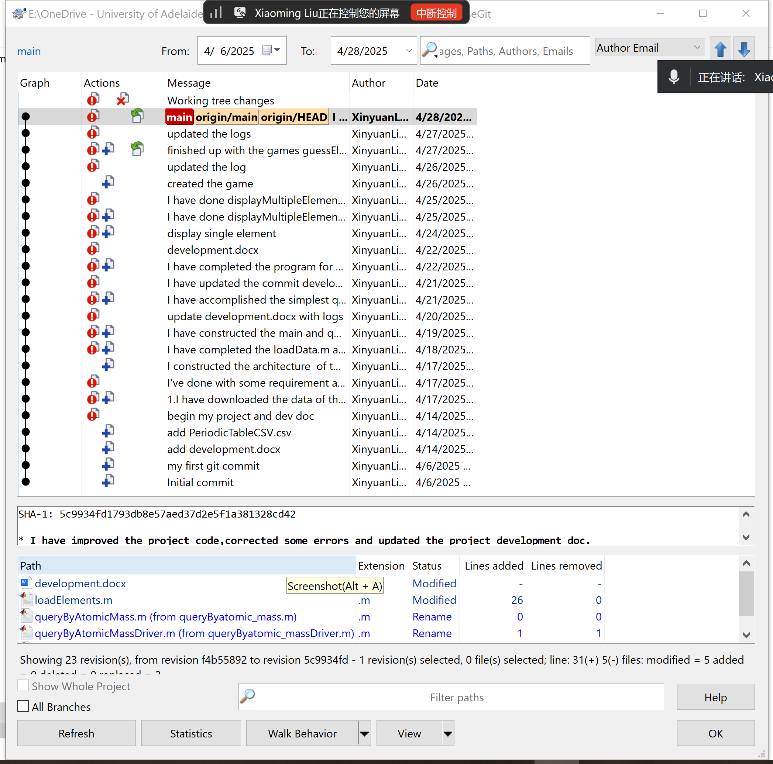 E:\OneDrive - University of Adelaide
Xiaoming Liu正在控制您的屏幕 中断控制
eGit
main From: 4/ 6/2025 To: 4/28/2025 ages, Paths, Authors, Emails Author Email
正在讲话: Xiao
Graph Actions Message Author Date
Working tree changes
main origin/main origin/HEAD I ... XinyuanL... 4/28/202...
updated the logs XinyuanLi... 4/27/2025...
finished up with the games guessEl... XinyuanLi... 4/27/2025...
updated the log XinyuanLi... 4/26/2025...
created the game XinyuanLi... 4/26/2025...
I have done displayMultipleElemen... XinyuanLi... 4/25/2025...
I have done displayMultipleElemen... XinyuanLi... 4/25/2025...
display single element XinyuanLi... 4/24/2025...
development.docx XinyuanLi... 4/22/2025...
I have completed the program for ... XinyuanLi... 4/22/2025...
I have updated the commit develo... XinyuanLi... 4/21/2025...
I have accomplished the simplest q... XinyuanLi... 4/21/2025...
update development.docx with logs XinyuanLi... 4/20/2025...
I have constructed the main and q... XinyuanLi... 4/19/2025...
I have completed the loadData.m a... XinyuanLi... 4/18/2025...
I constructed the architecture of t... XinyuanLi... 4/17/2025...
I've done with some requirement a... XinyuanLi... 4/17/2025...
1.I have downloaded the data of th... XinyuanLi... 4/17/2025...
begin my project and dev doc XinyuanLi... 4/14/2025...
add PeriodicTableCSV.csv XinyuanLi... 4/14/2025...
add development.docx XinyuanLi... 4/14/2025...
my first git commit XinyuanLi... 4/6/2025 ...
Initial commit XinyuanLi... 4/6/2025 ...
SHA-1: 5c9934fd1793db8e57aed37d2e5f1a381328cd42
* I have improved the project code,corrected some errors and updated the project development doc.
Path Extension Status Lines added Lines removed
development.docx Modified - -
Screenshot(Alt + A)
loadElements.m .m Modified 26 0
queryByAtomicMass.m (from queryByatomic_mass.m) .m Rename 0 0
queryByAtomicMassDriver.m (from queryByatomic_massDriver.m) .m Rename 1 1
Showing 23 revision(s), from revision f4b55892 to revision 5c9934fd - 1 revision(s) selected, 0 file(s) selected; line: 31(+) 5(-) files: modified = 5 added
Show Whole Project
All Branches
Filter paths
Help
Refresh Statistics Walk Behavior View OK